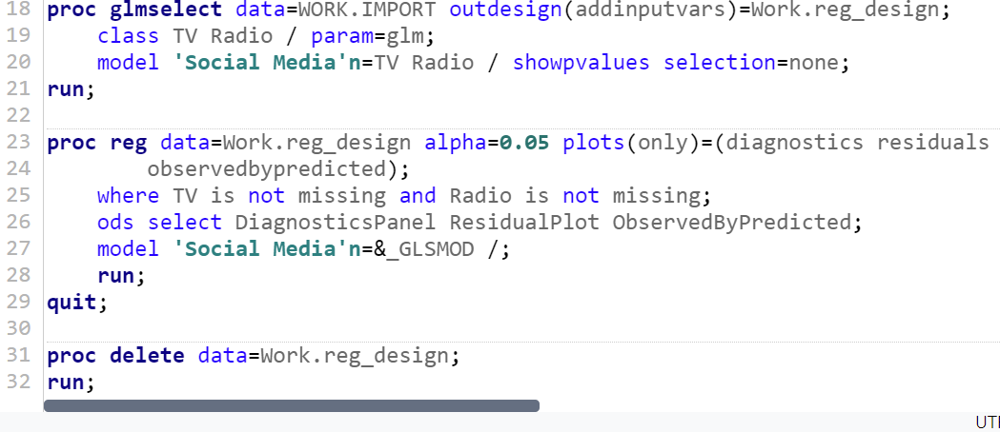 18 proc glmselect data=WORK.IMPORT outdesign(addinputvars)=Work.reg_design;
19 class TV Radio / param=glm;
20 model 'Social Media'n=TV Radio / showpvalues selection=none;
21 run;
22
23 proc reg data=Work.reg_design alpha=0.05 plots(only)=(diagnostics residuals
24 observedbypredicted);
25 where TV is not missing and Radio is not missing;
26 ods select DiagnosticsPanel ResidualPlot ObservedByPredicted;
27 model 'Social Media'n=&_GLSMOD /;
28 run;
29 quit;
30
31 proc delete data=Work.reg_design;
32 run;